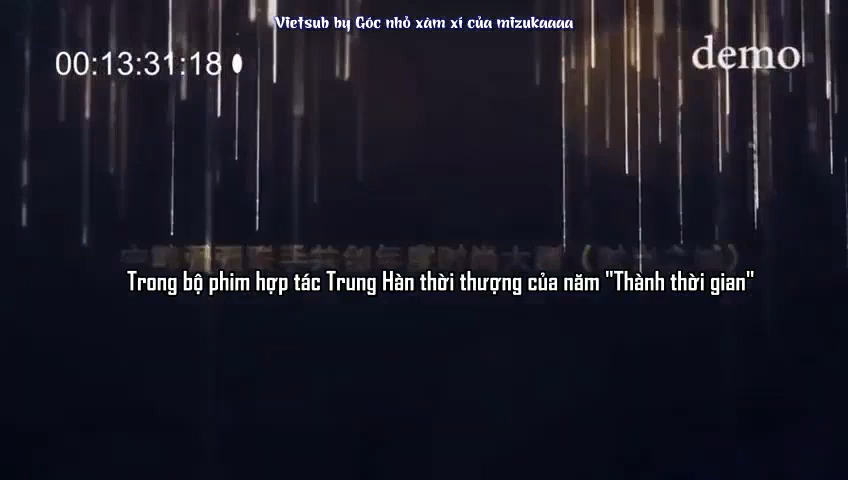 Vietsub by Góc nhỏ xàm xí của mizukaaaa
00:13:31:18
demo
Trong bộ phim hợp tác Trung Hàn thời thượng của năm "Thành thời gian"